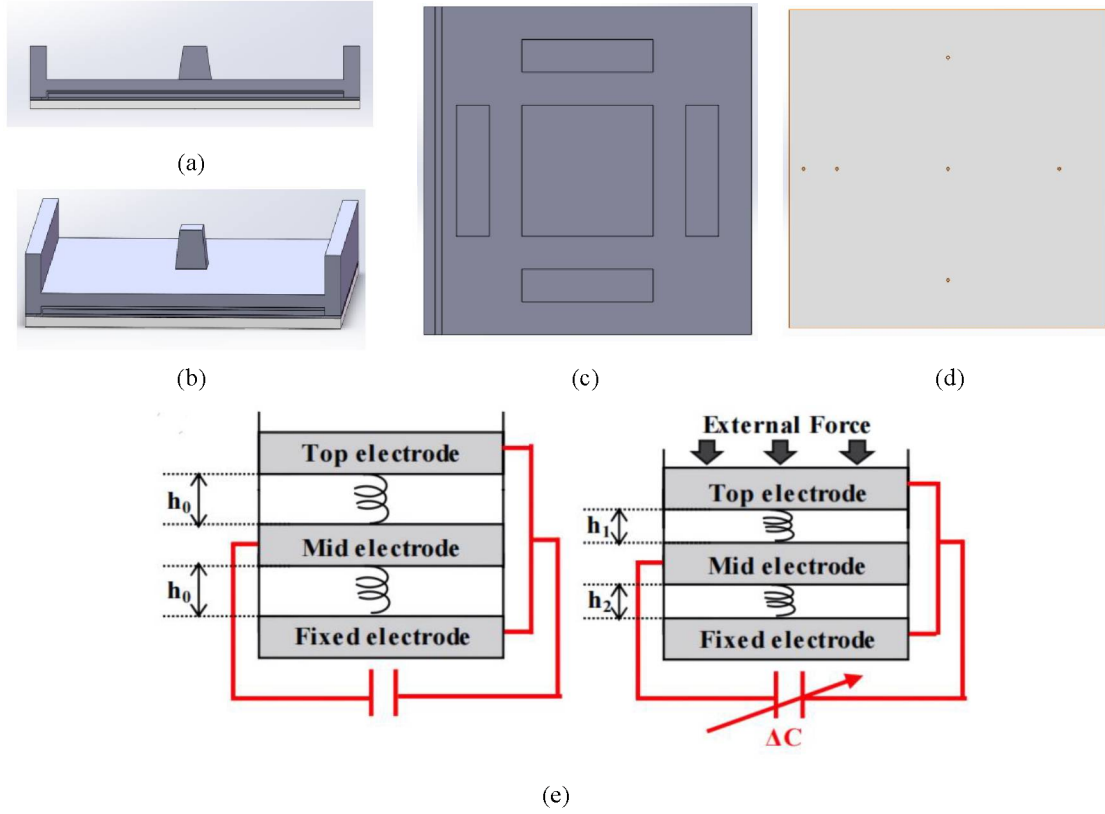 (a)
(b)
(c)
(d)
Top electrode
h₀
Mid electrode
h₀
Fixed electrode
External Force
Top electrode
h₁
Mid electrode
h₂
Fixed electrode
ΔC
(e)